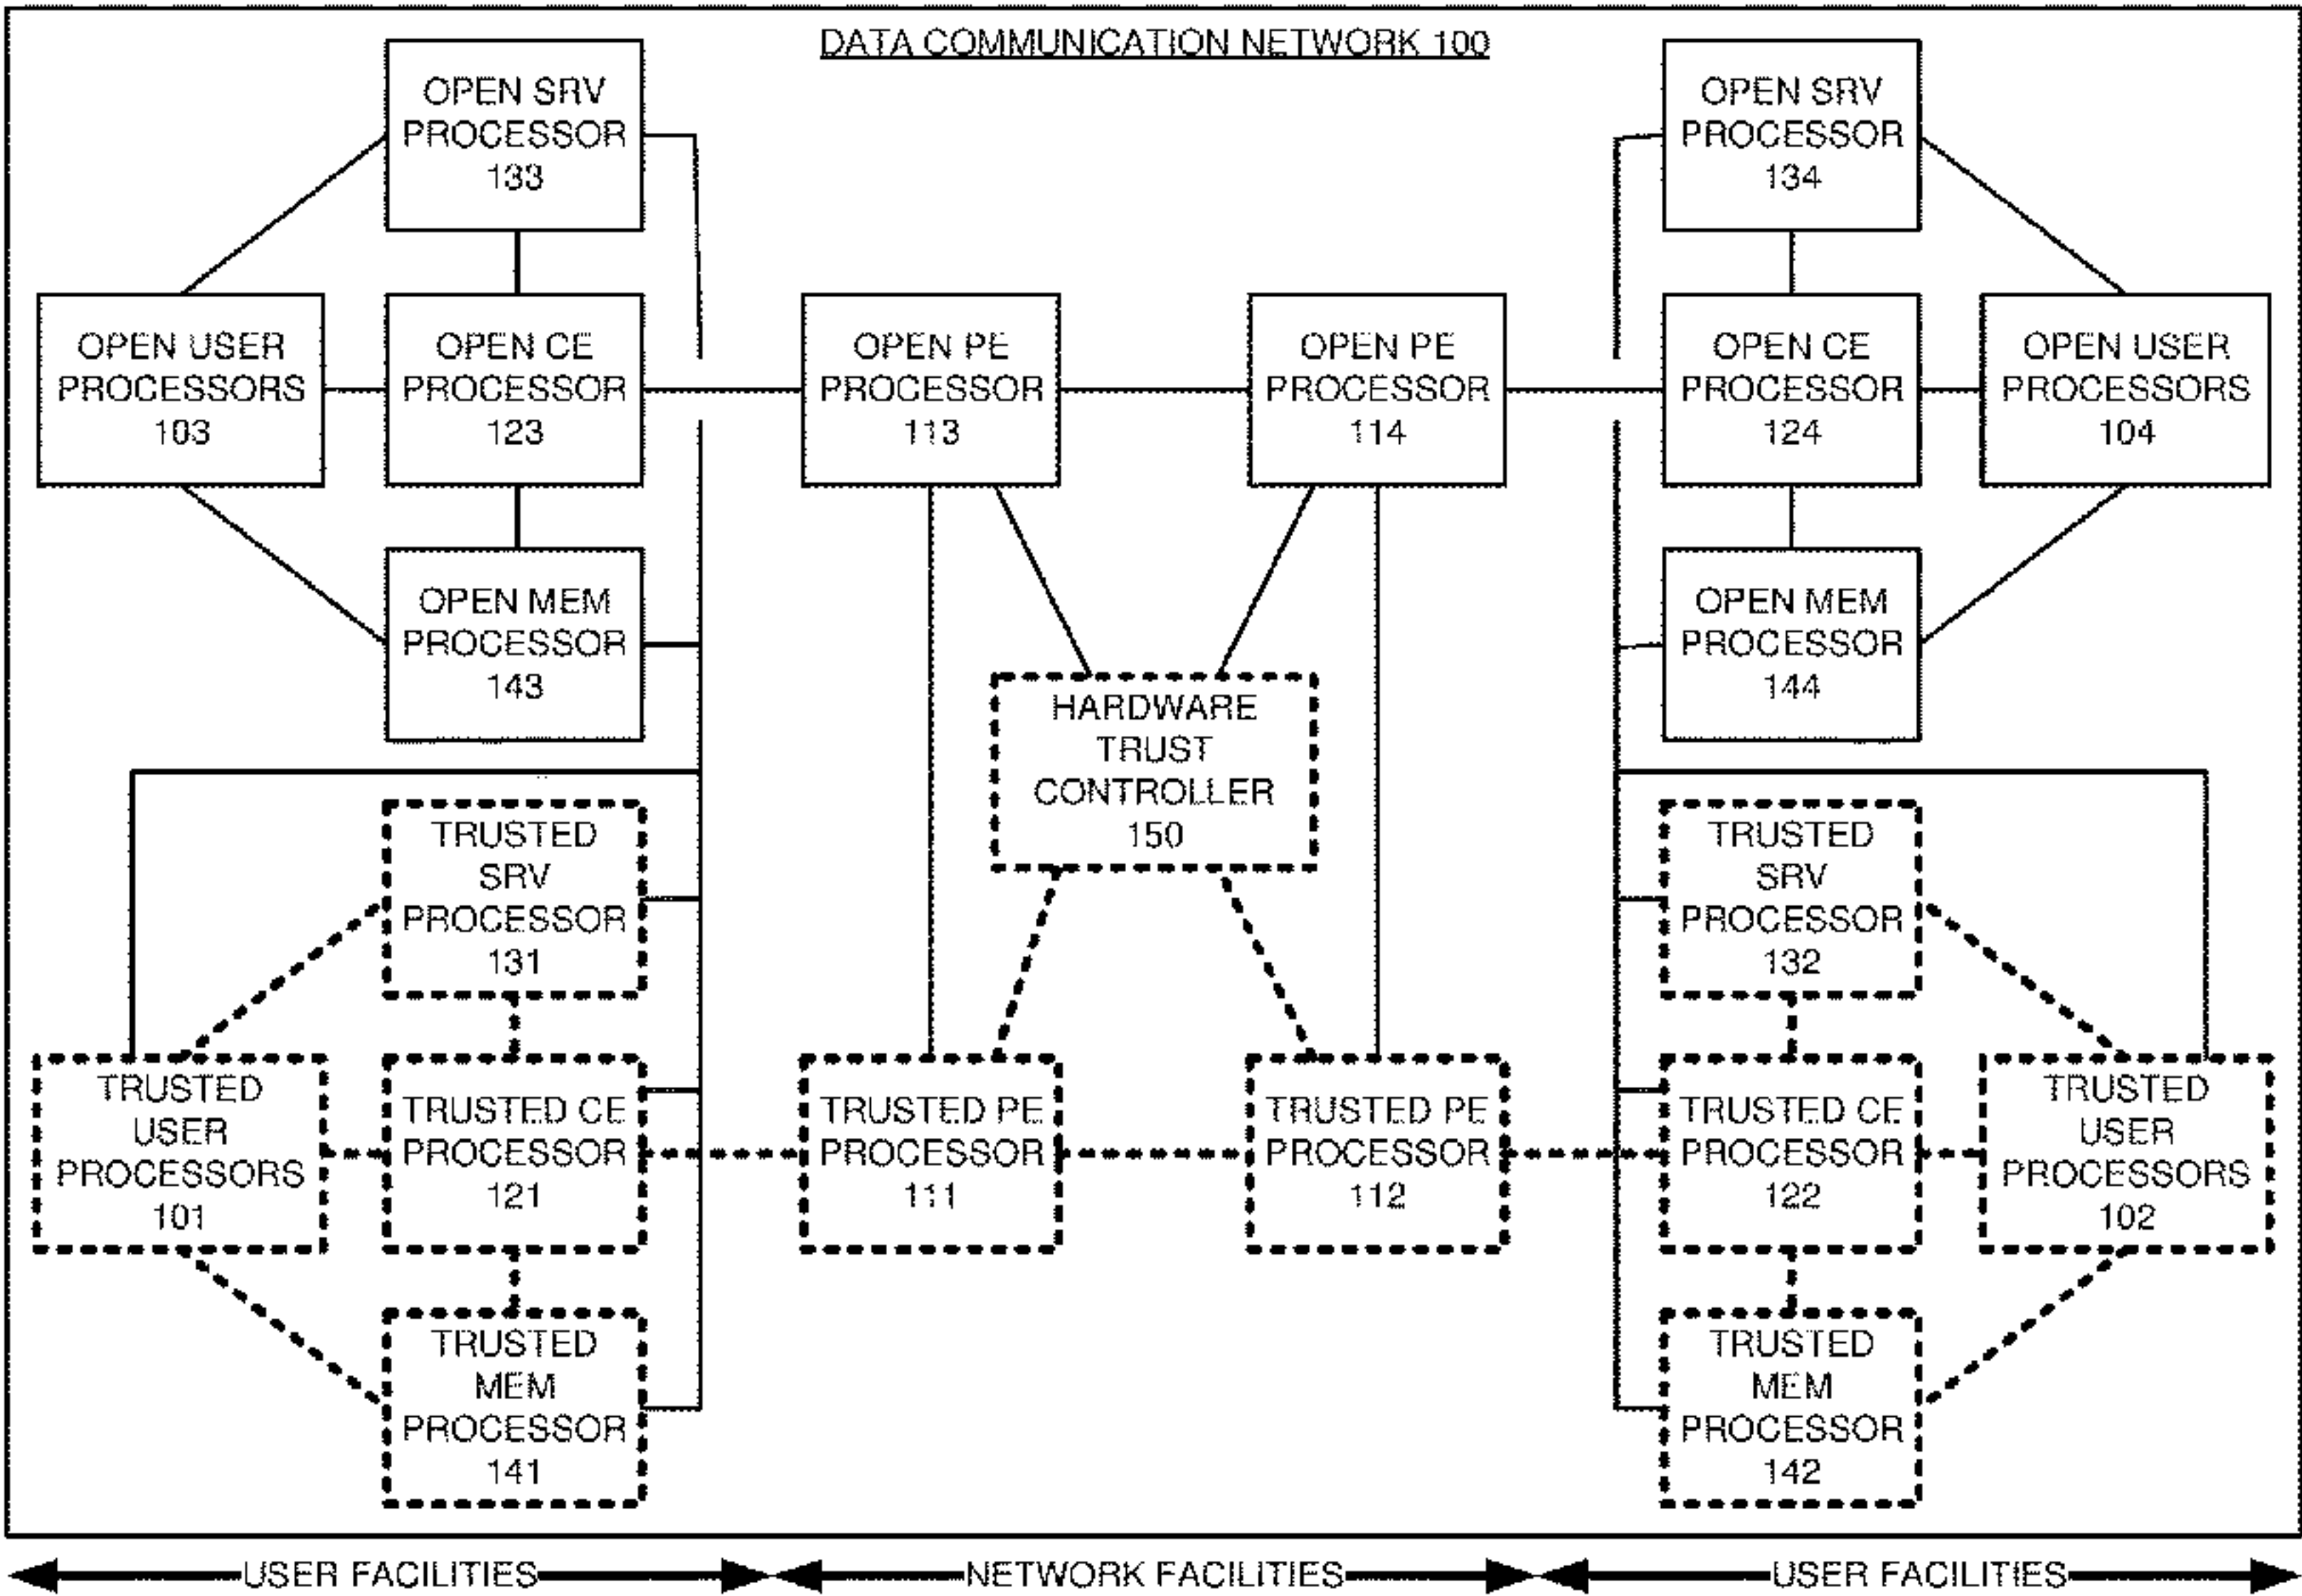 DATA COMMUNICATION NETWORK 100
OPEN SRV
PROCESSOR
133
OPEN SRV
PROCESSOR
134
OPEN USER
PROCESSORS
103
OPEN CE
PROCESSOR
123
OPEN PE
PROCESSOR
113
OPEN PE
PROCESSOR
114
OPEN CE
PROCESSOR
124
OPEN USER
PROCESSORS
104
OPEN MEM
PROCESSOR
143
OPEN MEM
PROCESSOR
144
HARDWARE
TRUST
CONTROLLER
150
TRUSTED
SRV
PROCESSOR
131
TRUSTED
SRV
PROCESSOR
132
TRUSTED
USER
PROCESSORS
101
TRUSTED CE
PROCESSOR
121
TRUSTED PE
PROCESSOR
111
TRUSTED PE
PROCESSOR
112
TRUSTED CE
PROCESSOR
122
TRUSTED
USER
PROCESSORS
102
TRUSTED
MEM
PROCESSOR
141
TRUSTED
MEM
PROCESSOR
142
USER FACILITIES
NETWORK FACILITIES
USER FACILITIES